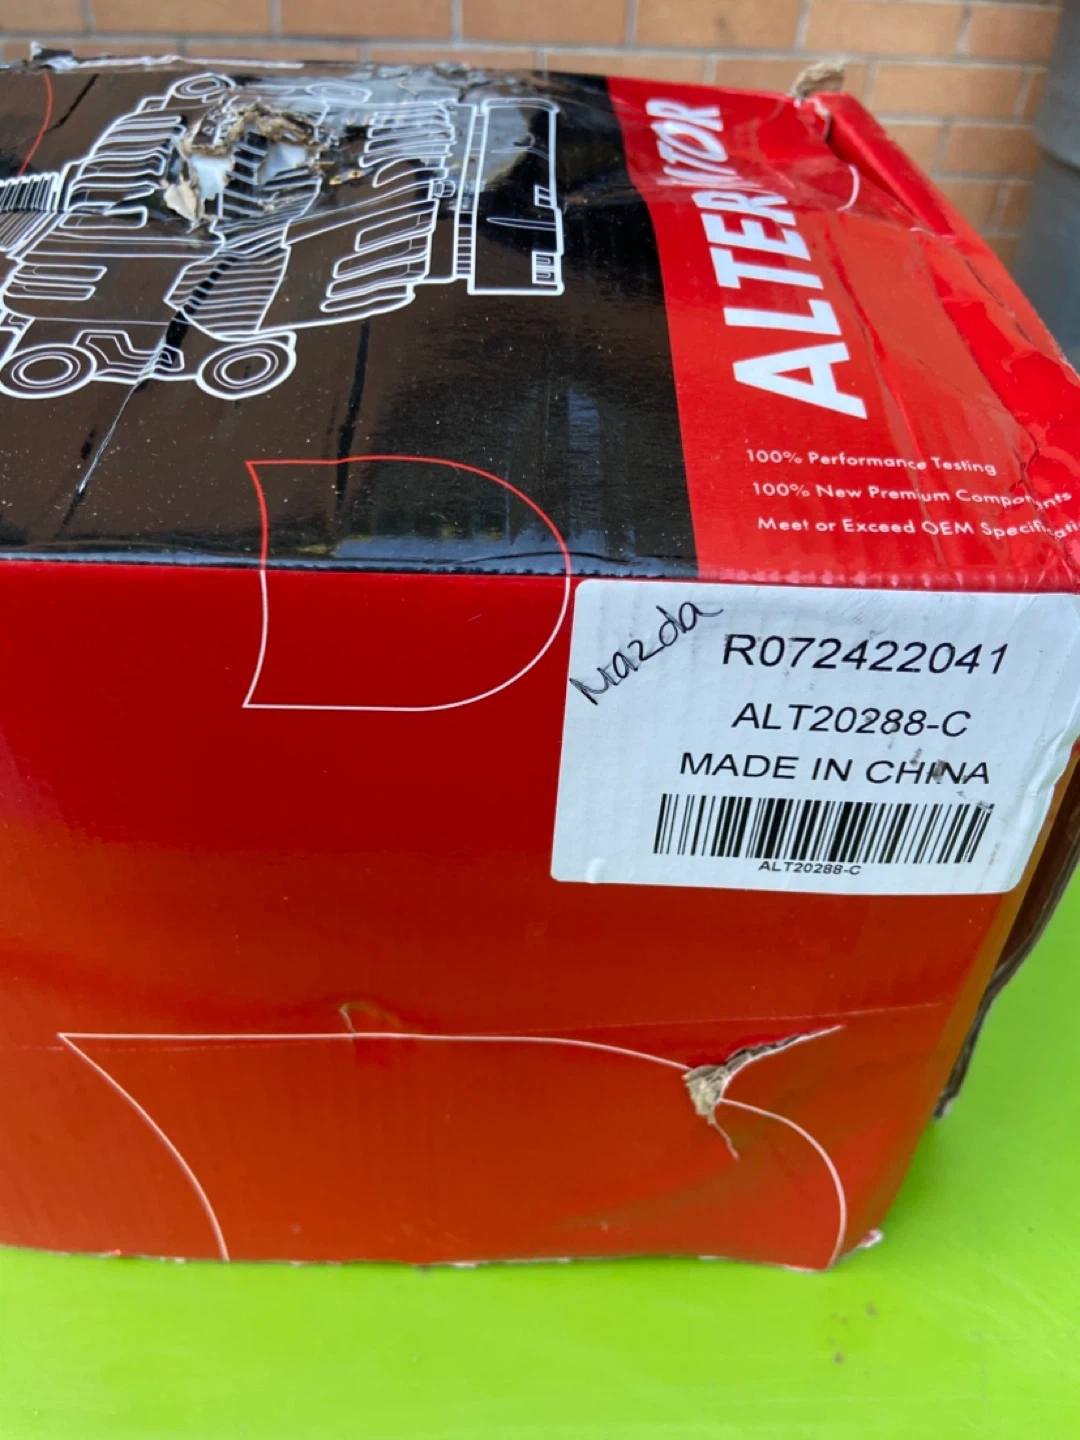 ALTERNATOR
100% Performance Testing
100% New Premium Components
Meet or Exceed OEM
Mazda
R072422041
ALT20288-C
MADE IN CHINA
ALT20288-C